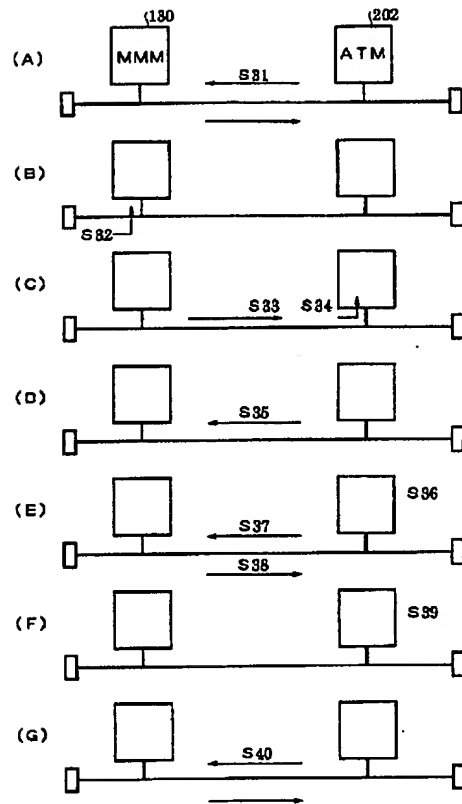 130 202
(A) MMM S31 ATM
(B)
S32
(C) S33 S34
(D) S35
(E) S37 S36
S38
(F) S39
(G) S40